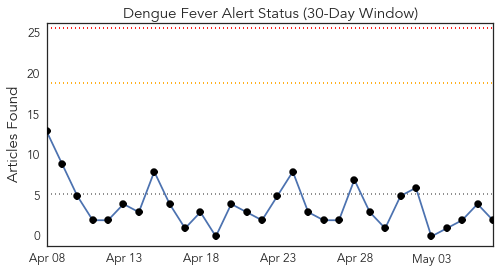 Dengue Fever Alert Status (30-Day Window)
Articles Found
25
20
15
10
5
0
Apr 08 Apr 13 Apr 18 Apr 23 Apr 28 May 03